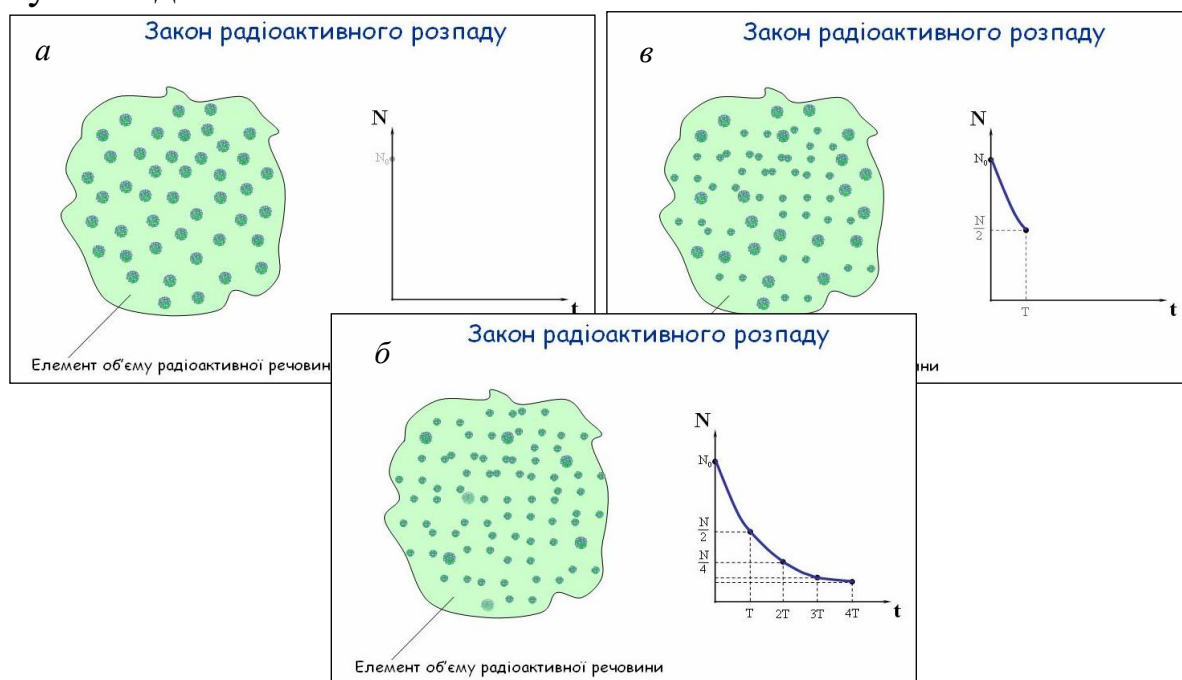 Закон радіоактивного розпаду
а
N
N₀
t
Елемент об'єму радіоактивної речовин
Закон радіоактивного розпаду
в
N
N₀
N
2
T
t
ини
Закон радіоактивного розпаду
б
N
N₀
N
2
N
4
T 2T 3T 4T
t
Елемент об'єму радіоактивної речовини